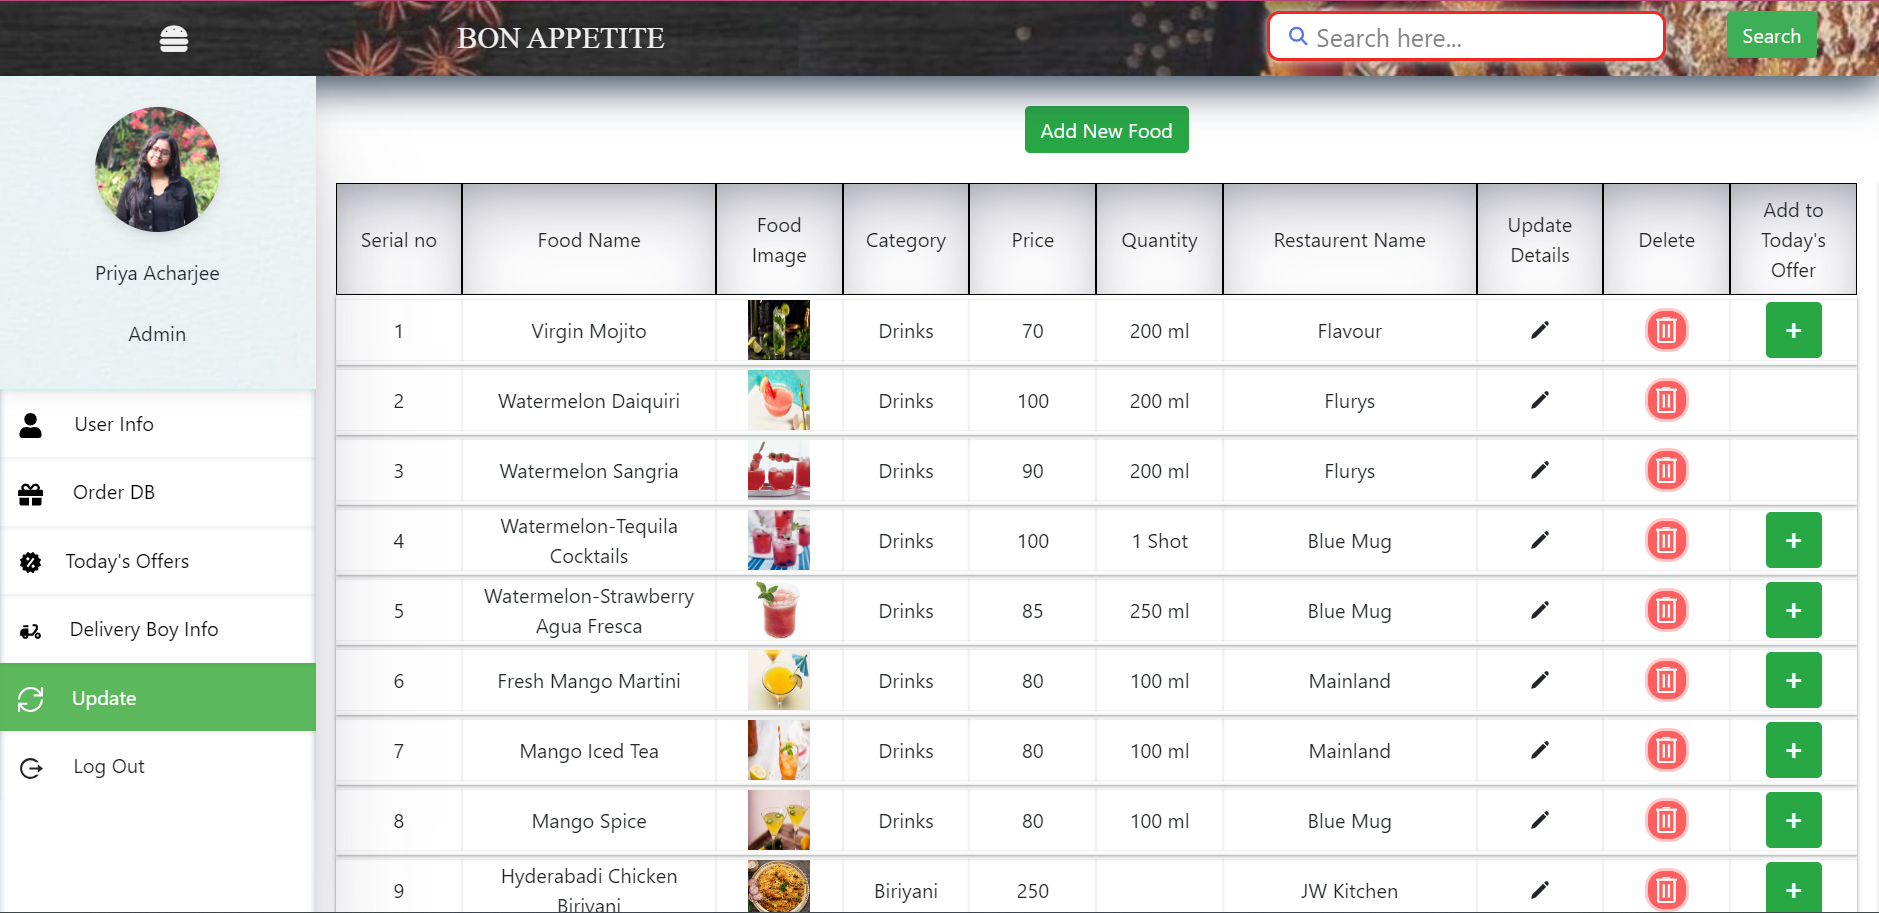 BON APPETITE
Search here...
Search
Priya Acharjee
Admin
User Info
Order DB
Today's Offers
Delivery Boy Info
Update
Log Out
Add New Food
Serial no Food Name Food Image Category Price Quantity Restaurent Name Update Details Delete Add to Today's Offer
1 Virgin Mojito Drinks 70 200 ml Flavour +
2 Watermelon Daiquiri Drinks 100 200 ml Flurys
3 Watermelon Sangria Drinks 90 200 ml Flurys
4 Watermelon-Tequila Cocktails Drinks 100 1 Shot Blue Mug +
5 Watermelon-Strawberry Agua Fresca Drinks 85 250 ml Blue Mug +
6 Fresh Mango Martini Drinks 80 100 ml Mainland +
7 Mango Iced Tea Drinks 80 100 ml Mainland +
8 Mango Spice Drinks 80 100 ml Blue Mug +
9 Hyderabadi Chicken Biriyani Biriyani 250 JW Kitchen +